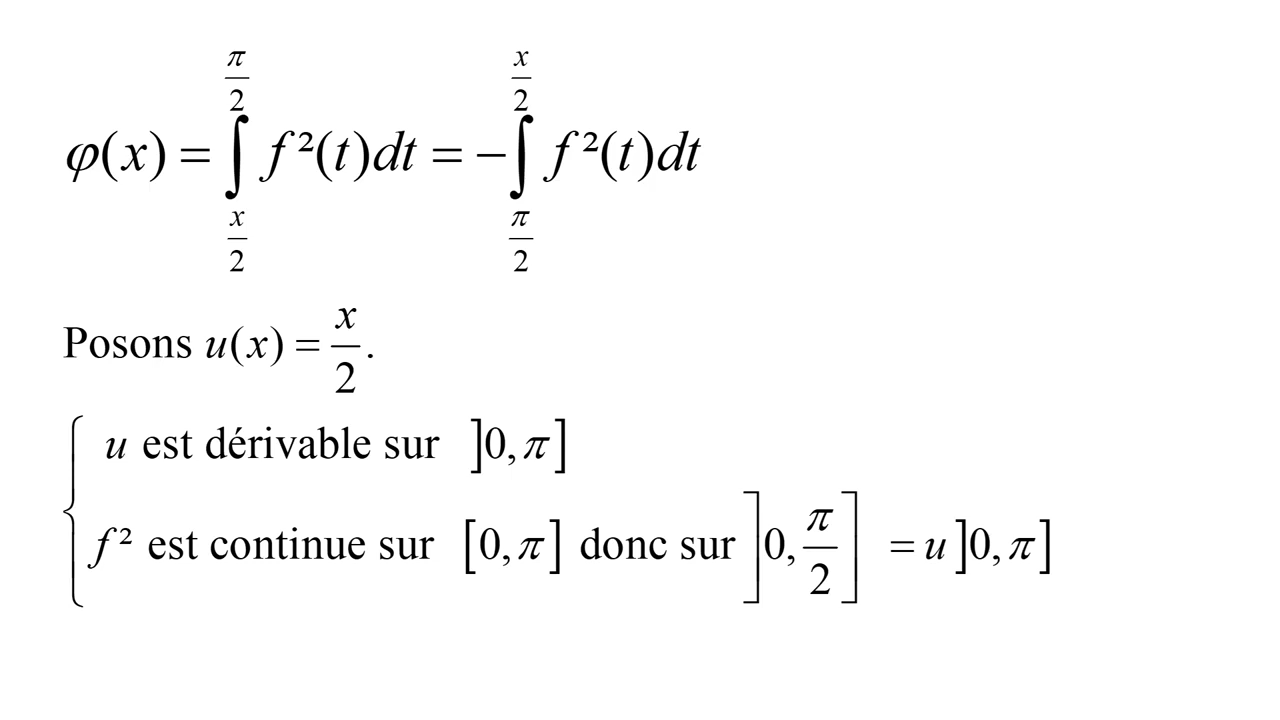 φ(x) = ∫_{x/2}^{π/2} f²(t)dt = −∫_{π/2}^{x/2} f²(t)dt
Posons u(x) = x/2.
{ u est dérivable sur ]0, π]
f² est continue sur [0, π] donc sur ]0, π/2] = u]0, π]